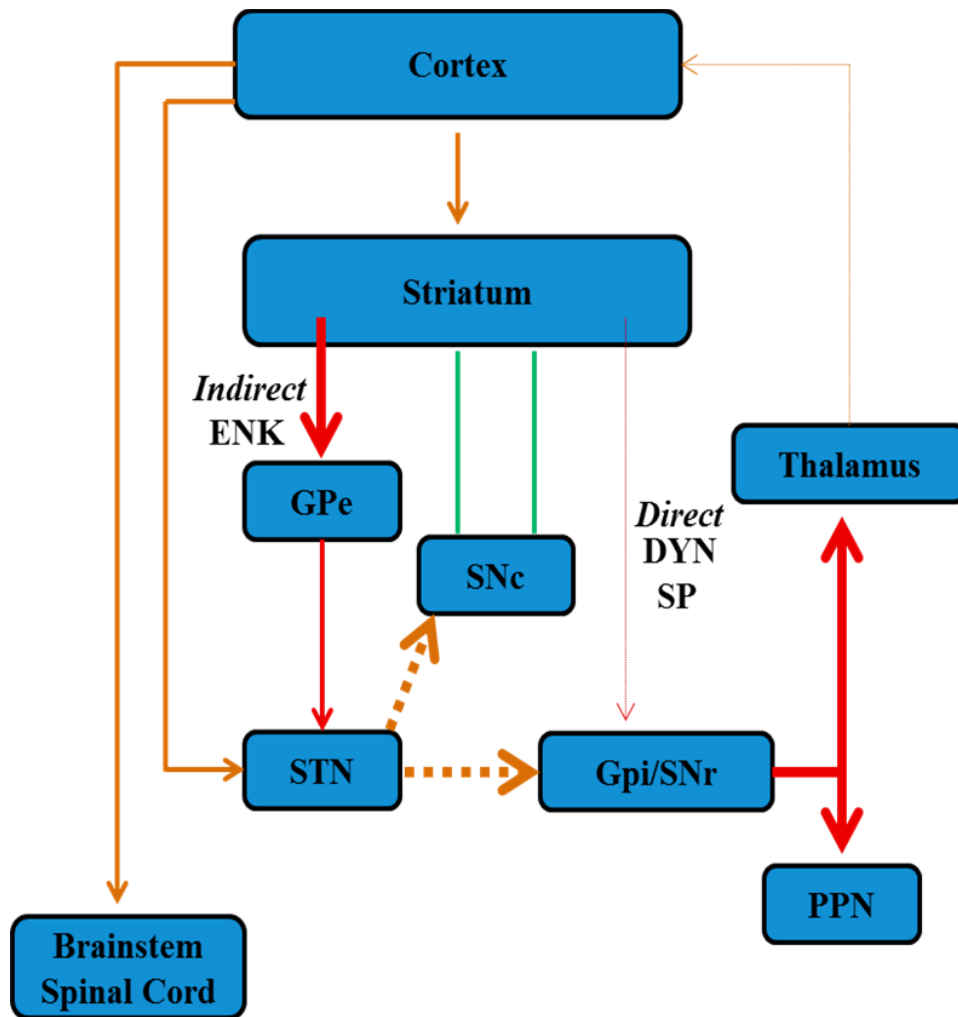 Cortex
Striatum
Indirect
ENK
GPe
SNc
Direct
DYN
SP
Thalamus
STN
Gpi/SNr
PPN
Brainstem
Spinal Cord